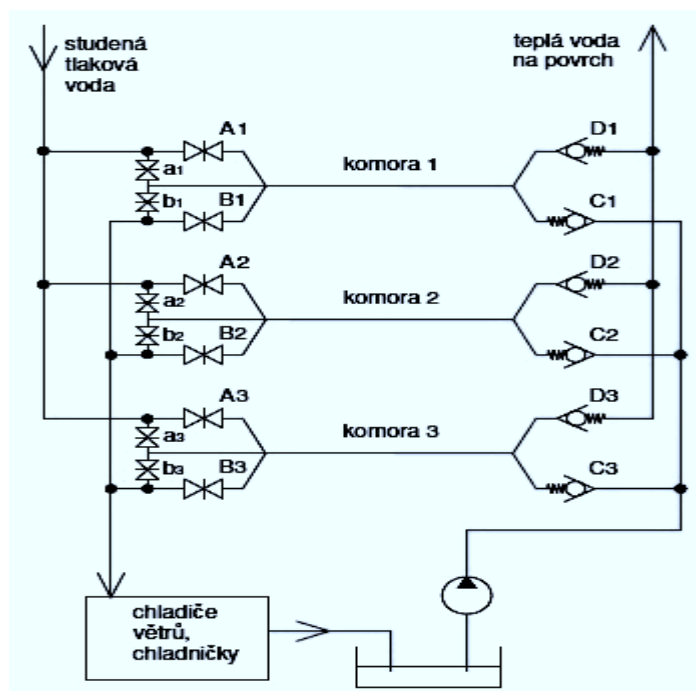 studená
tlaková
voda
teplá voda
na povrch
A1
D1
a1
komora 1
b1
B1
C1
A2
D2
a2
komora 2
b2
B2
C2
A3
D3
a3
komora 3
b3
B3
C3
chladiče
větrů,
chladničky